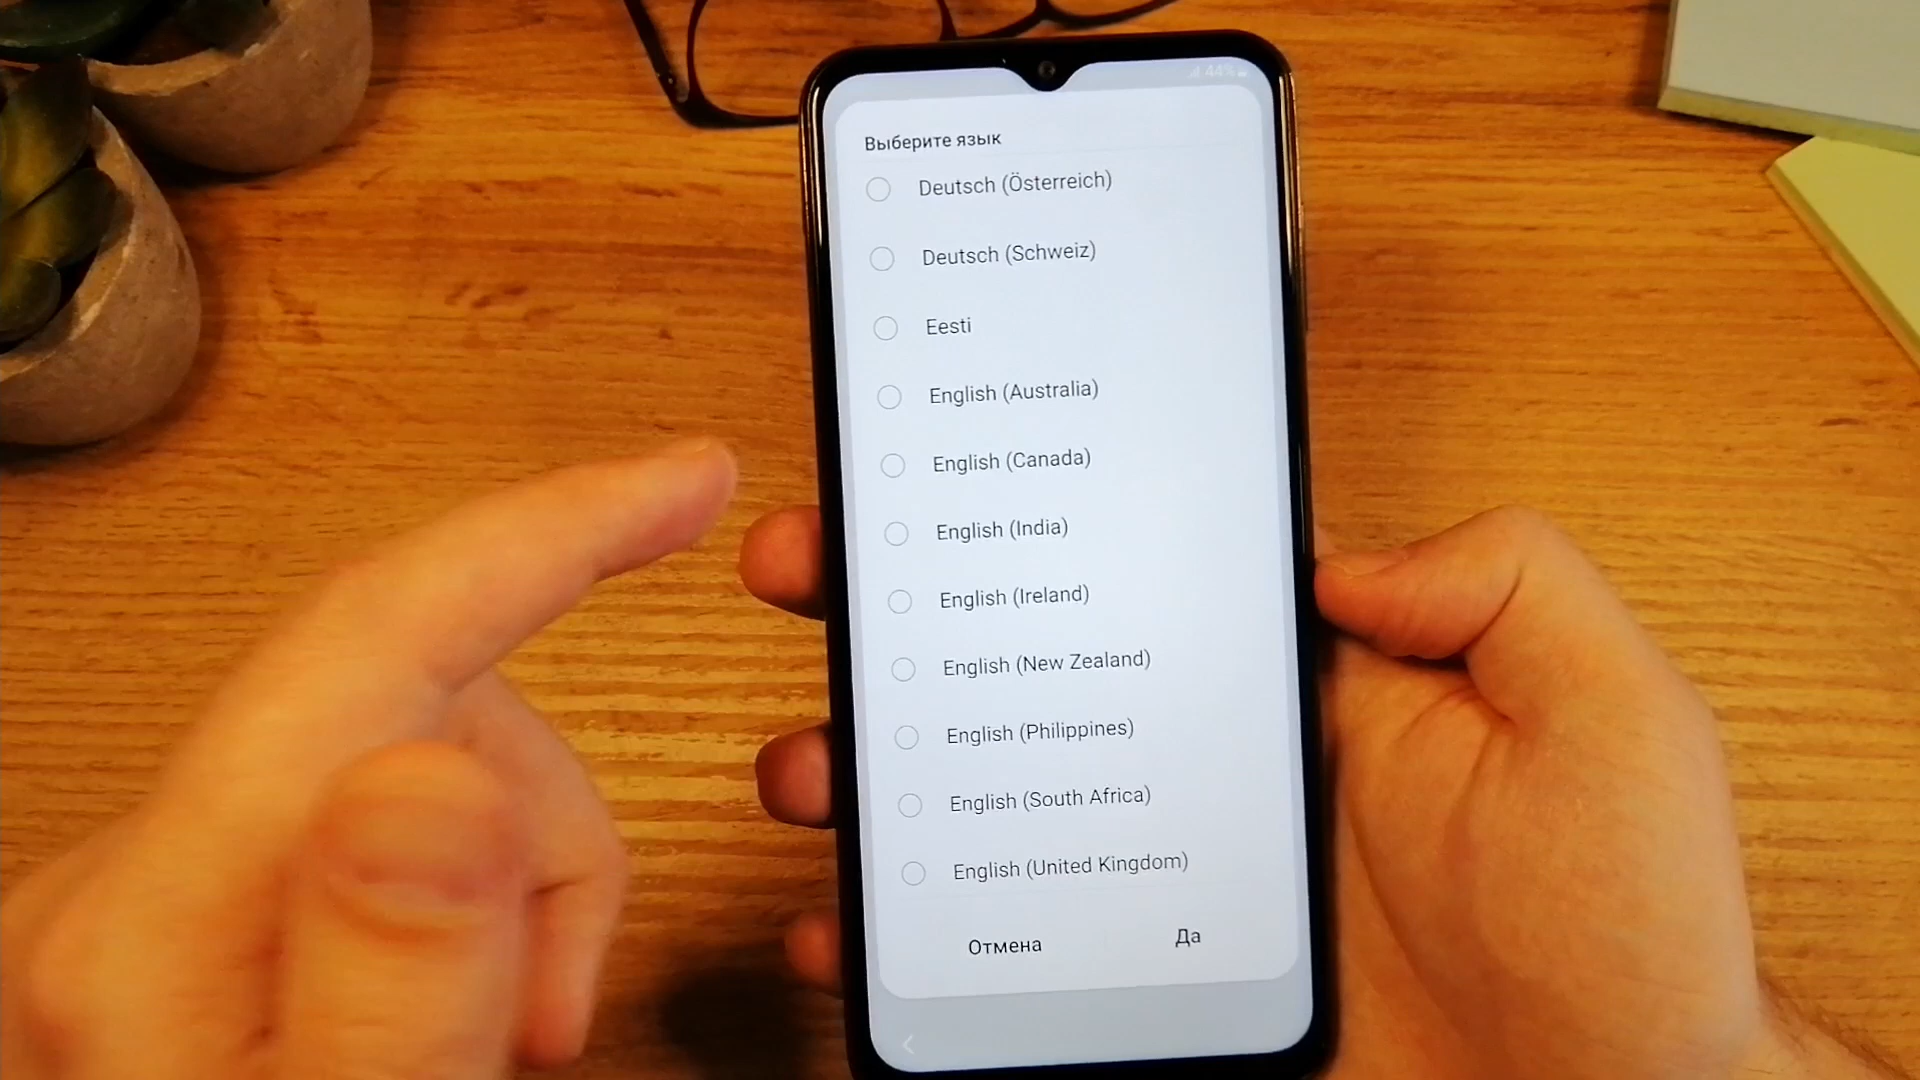 44%
Выберите язык
Deutsch (Österreich)
Deutsch (Schweiz)
Eesti
English (Australia)
English (Canada)
English (India)
English (Ireland)
English (New Zealand)
English (Philippines)
English (South Africa)
English (United Kingdom)
Отмена Да